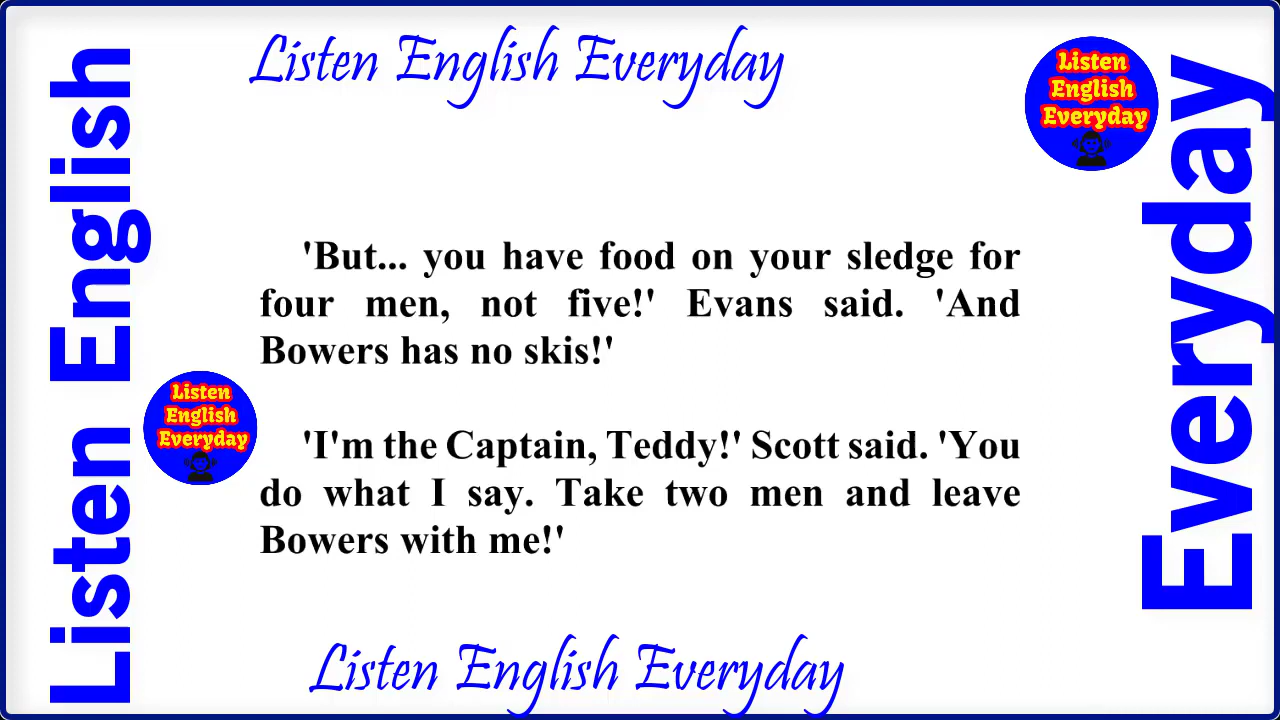 Listen English Everyday
Listen
English
Everyday
Listen English
Everyday
'But... you have food on your sledge for
four men, not five!' Evans said. 'And
Bowers has no skis!'
Listen
English
Everyday
'I'm the Captain, Teddy!' Scott said. 'You
do what I say. Take two men and leave
Bowers with me!'
Listen English Everyday